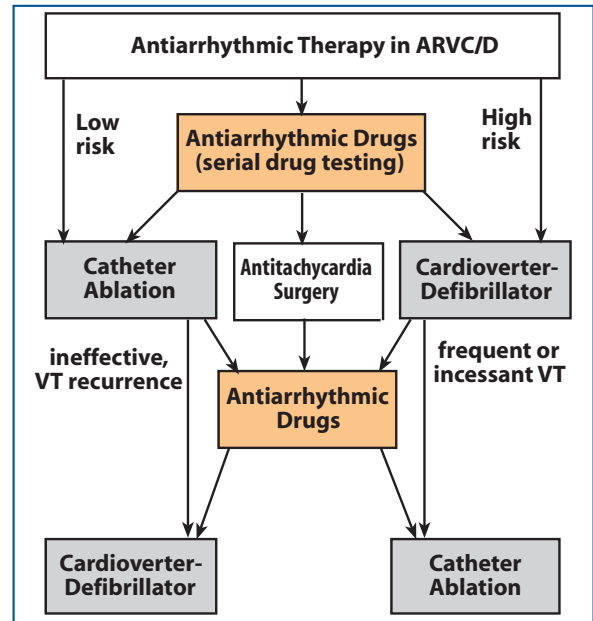 Antiarrhythmic Therapy in ARVC/D
Low
risk
High
risk
Antiarrhythmic Drugs
(serial drug testing)
Catheter
Ablation
Antitachycardia
Surgery
Cardioverter-
Defibrillator
ineffective,
VT recurrence
frequent or
incessant VT
Antiarrhythmic
Drugs
Cardioverter-
Defibrillator
Catheter
Ablation